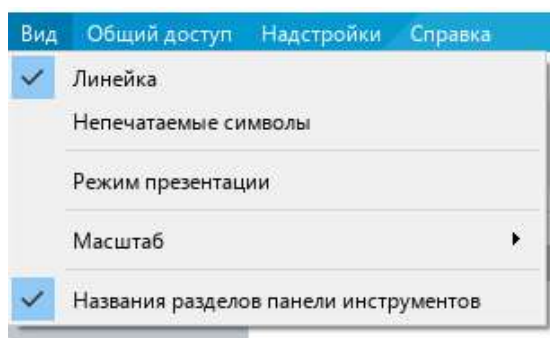 Вид Общий доступ Надстройки Справка
Линейка
Непечатаемые символы
Режим презентации
Масштаб
Названия разделов панели инструментов